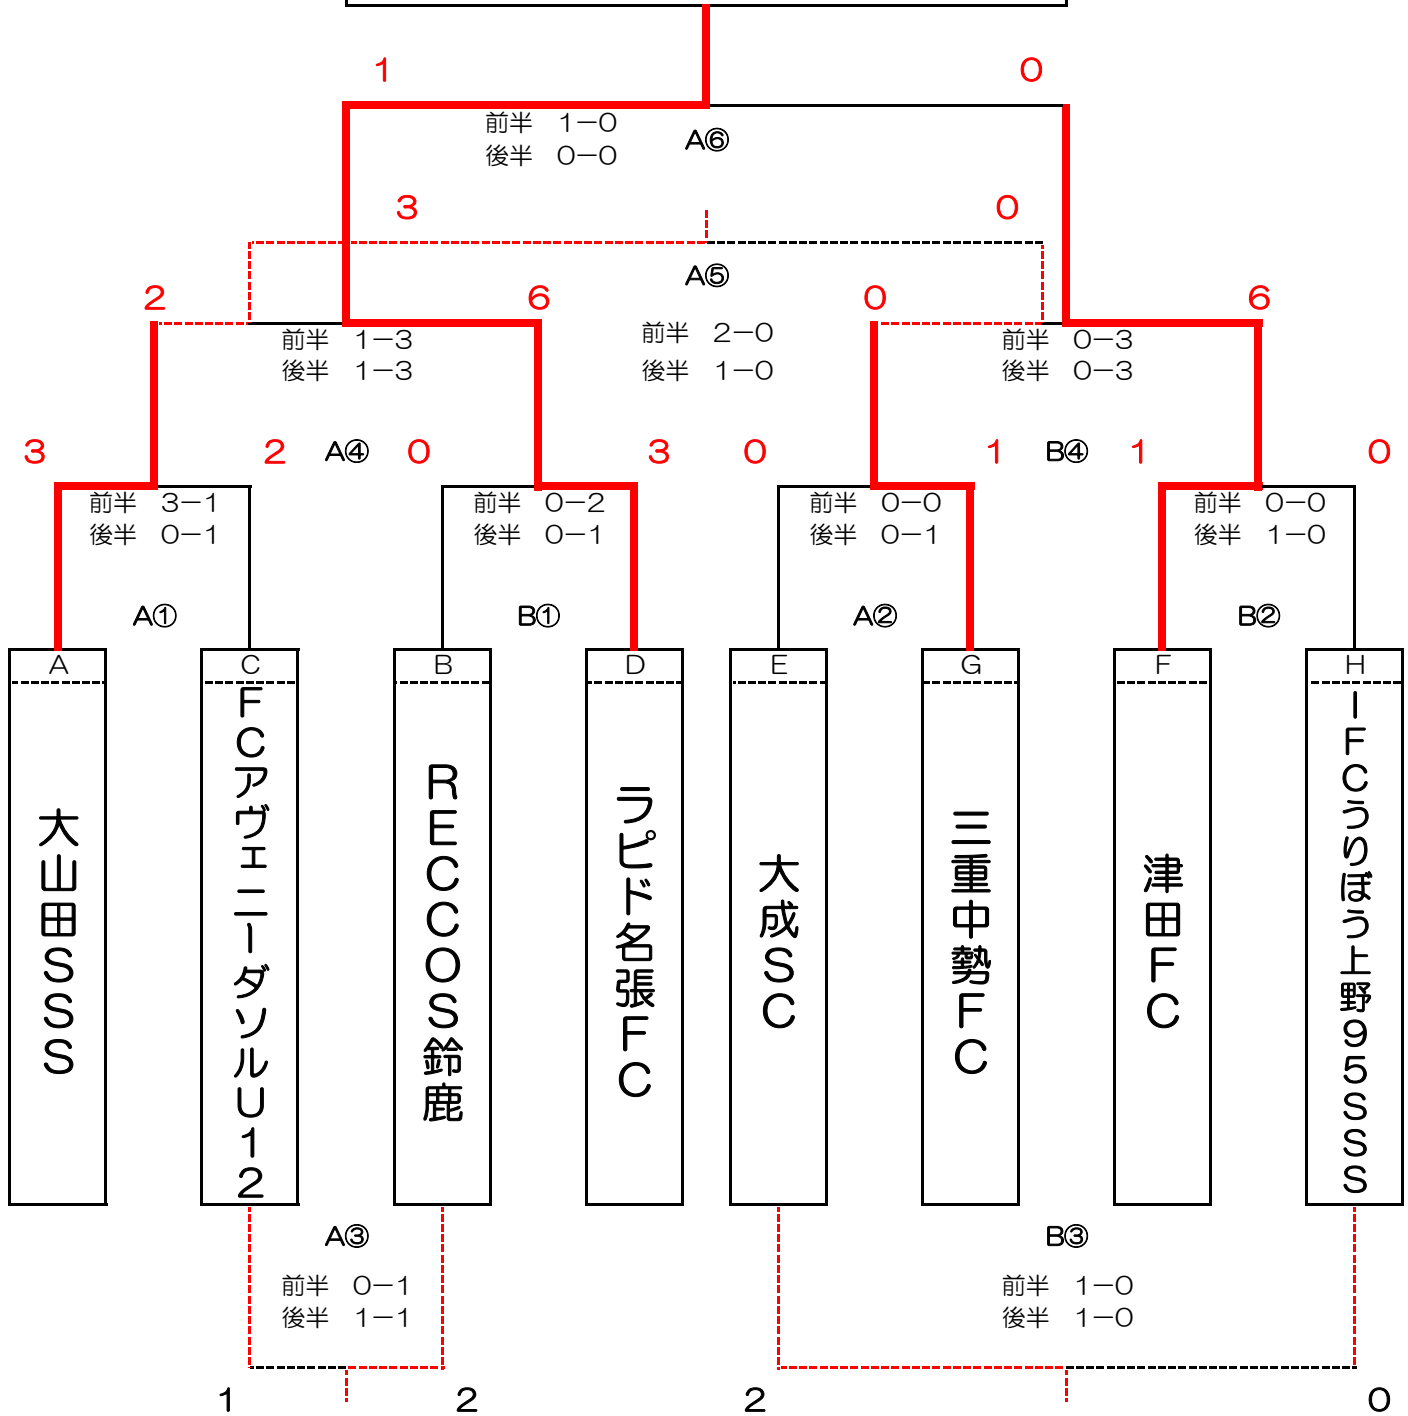 1 0
前半 1−0
後半 0−0
A⑥
3 0
A⑤
2 6 0 6
前半 1−3
後半 1−3
前半 2−0
後半 1−0
前半 0−3
後半 0−3
3 2 A④ 0 3 0 1 B④ 1 0
前半 3−1
後半 0−1
前半 0−2
後半 0−1
前半 0−0
後半 0−1
前半 0−0
後半 1−0
A① B① A② B②
A C B D E G F H
大山田SSS
FCアヴェニーダソルU12
RECCOS鈴鹿
ラピド名張FC
大成SC
三重中勢FC
津田FC
IFCうりぼう上野95SSS
A③
前半 0−1
後半 1−1
B③
前半 1−0
後半 1−0
1 2 2 0